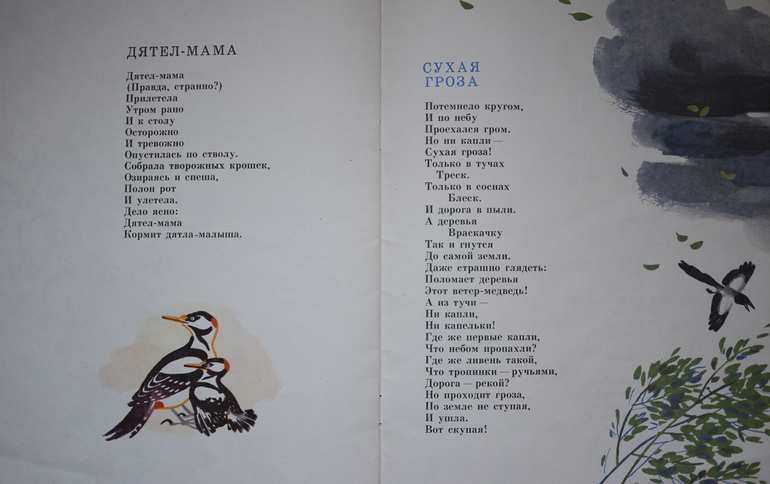 ДЯТЕЛ-МАМА
Дятел-мама
(Правда, странно?)
Прилетела
Утром рано
И к столу
Осторожно
И тревожно
Опустилась по стволу.
Собрала творожных крошек,
Озираясь и спеша,
Полон рот
И улетела.
Дело ясно:
Дятел-мама
Кормит дятла-малыша.
СУХАЯ
ГРОЗА
Потемнело кругом,
И по небу
Проехался гром.
Но ни капли —
Сухая гроза!
Только в тучах
Треск.
Только в соснах
Блеск.
И дорога в пыли.
А деревья
Враскачку
Так и гнутся
До самой земли.
Даже страшно глядеть:
Поломает деревья
Этот ветер-медведь!
А из тучи —
Ни капли,
Ни капельки!
Где же первые капли,
Что небом пропахли?
Где же ливень такой,
Что тропинки — ручьями,
Дорога — рекой?
Но проходит гроза,
По земле не ступая,
И ушла.
Вот скупая!